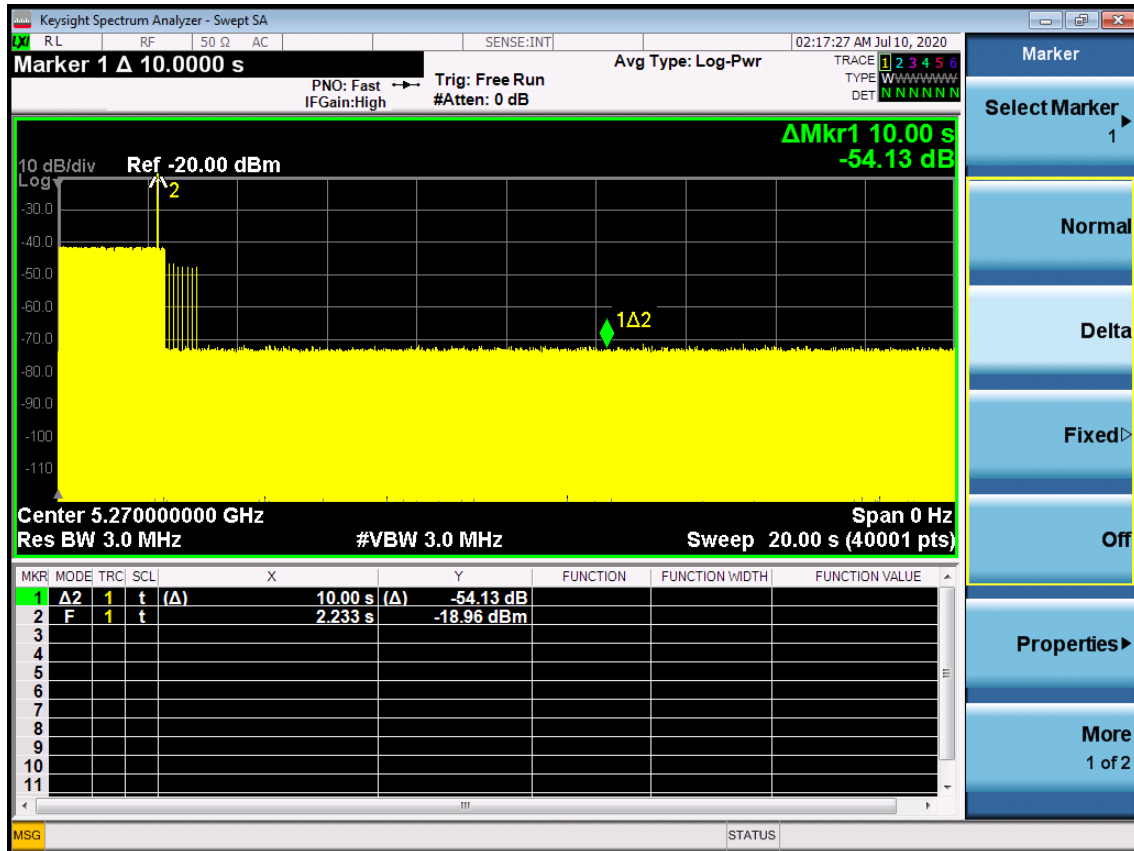 Keysight Spectrum Analyzer - Swept SA
LXI RL RF 50 Ω AC SENSE:INT 02:17:27 AM Jul 10, 2020
Marker 1 Δ 10.0000 s
PNO: Fast
IFGain:High
Trig: Free Run
#Atten: 0 dB
Avg Type: Log-Pwr
TRACE 1 2 3 4 5 6
TYPE WWWWWW
DET N N N N N N
ΔMkr1 10.00 s
-54.13 dB
10 dB/div Ref -20.00 dBm
Log
2
-30.0
-40.0
-50.0
-60.0
1Δ2
-70.0
-80.0
-90.0
-100
-110
Center 5.270000000 GHz Span 0 Hz
Res BW 3.0 MHz #VBW 3.0 MHz Sweep 20.00 s (40001 pts)
MKR MODE TRC SCL X Y FUNCTION FUNCTION WIDTH FUNCTION VALUE
1 Δ2 1 t (Δ) 10.00 s (Δ) -54.13 dB
2 F 1 t 2.233 s -18.96 dBm
3
4
5
6
7
8
9
10
11
MSG STATUS
Marker
Select Marker
1
Normal
Delta
Fixed
Off
Properties
More
1 of 2